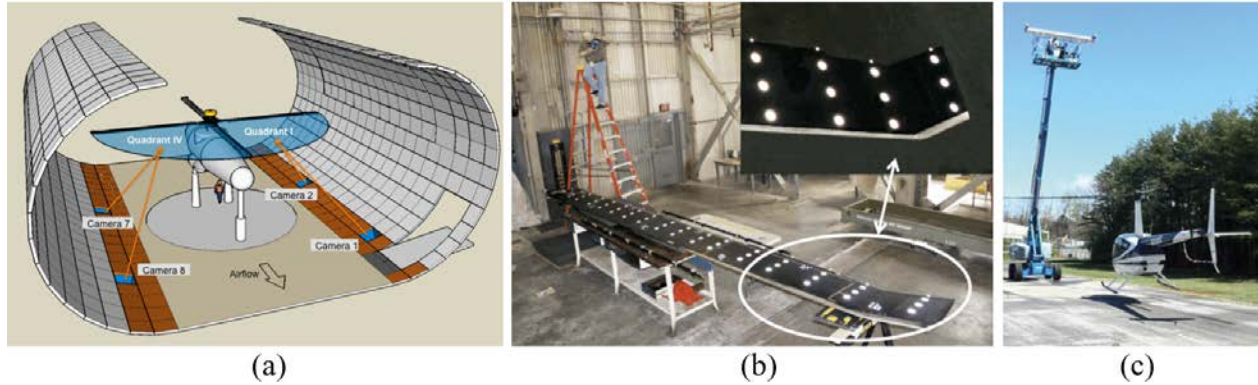 Quadrant IV
Quadrant I
Camera 2
Camera 7
Camera 1
Camera 8
Airflow
(a)
(b)
(c)